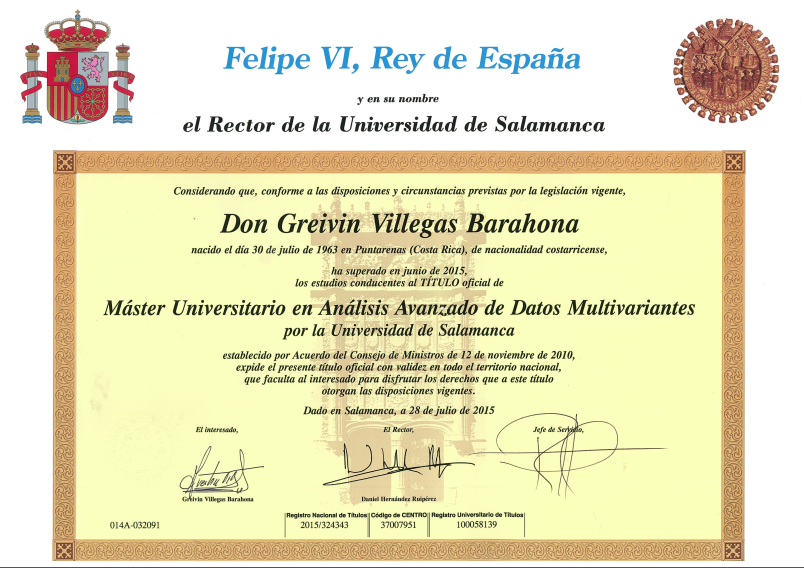 Felipe VI, Rey de España
y en su nombre
el Rector de la Universidad de Salamanca
Considerando que, conforme a las disposiciones y circunstancias previstas por la legislación vigente,
Don Greivin Villegas Barahona
nacido el día 30 de julio de 1963 en Puntarenas (Costa Rica), de nacionalidad costarricense,
ha superado en junio de 2015,
los estudios conducentes al TÍTULO oficial de
Máster Universitario en Análisis Avanzado de Datos Multivariantes
por la Universidad de Salamanca
establecido por Acuerdo del Consejo de Ministros de 12 de noviembre de 2010,
expide el presente título oficial con validez en todo el territorio nacional,
que faculta al interesado para disfrutar los derechos que a este título
otorgan las disposiciones vigentes.
Dado en Salamanca, a 28 de julio de 2015
El interesado, El Rector, Jefe de Servicio,
Greivin Villegas Barahona Daniel Hernández Ruipérez
Registro Nacional de Títulos Código de CENTRO Registro Universitario de Títulos
014A-032091 2015/324343 37007951 100058139